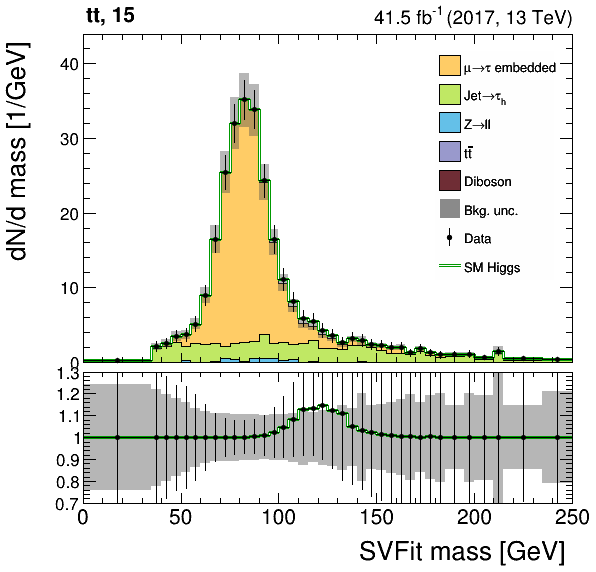 tt, 15
41.5 fb⁻¹ (2017, 13 TeV)
dN/d mass [1/GeV]
40
30
20
10
0
μ→τ embedded
Jet→τₕ
Z→ll
tt̄
Diboson
Bkg. unc.
Data
SM Higgs
1.3
1.2
1.1
1
0.9
0.8
0.7
0 50 100 150 200 250
SVFit mass [GeV]